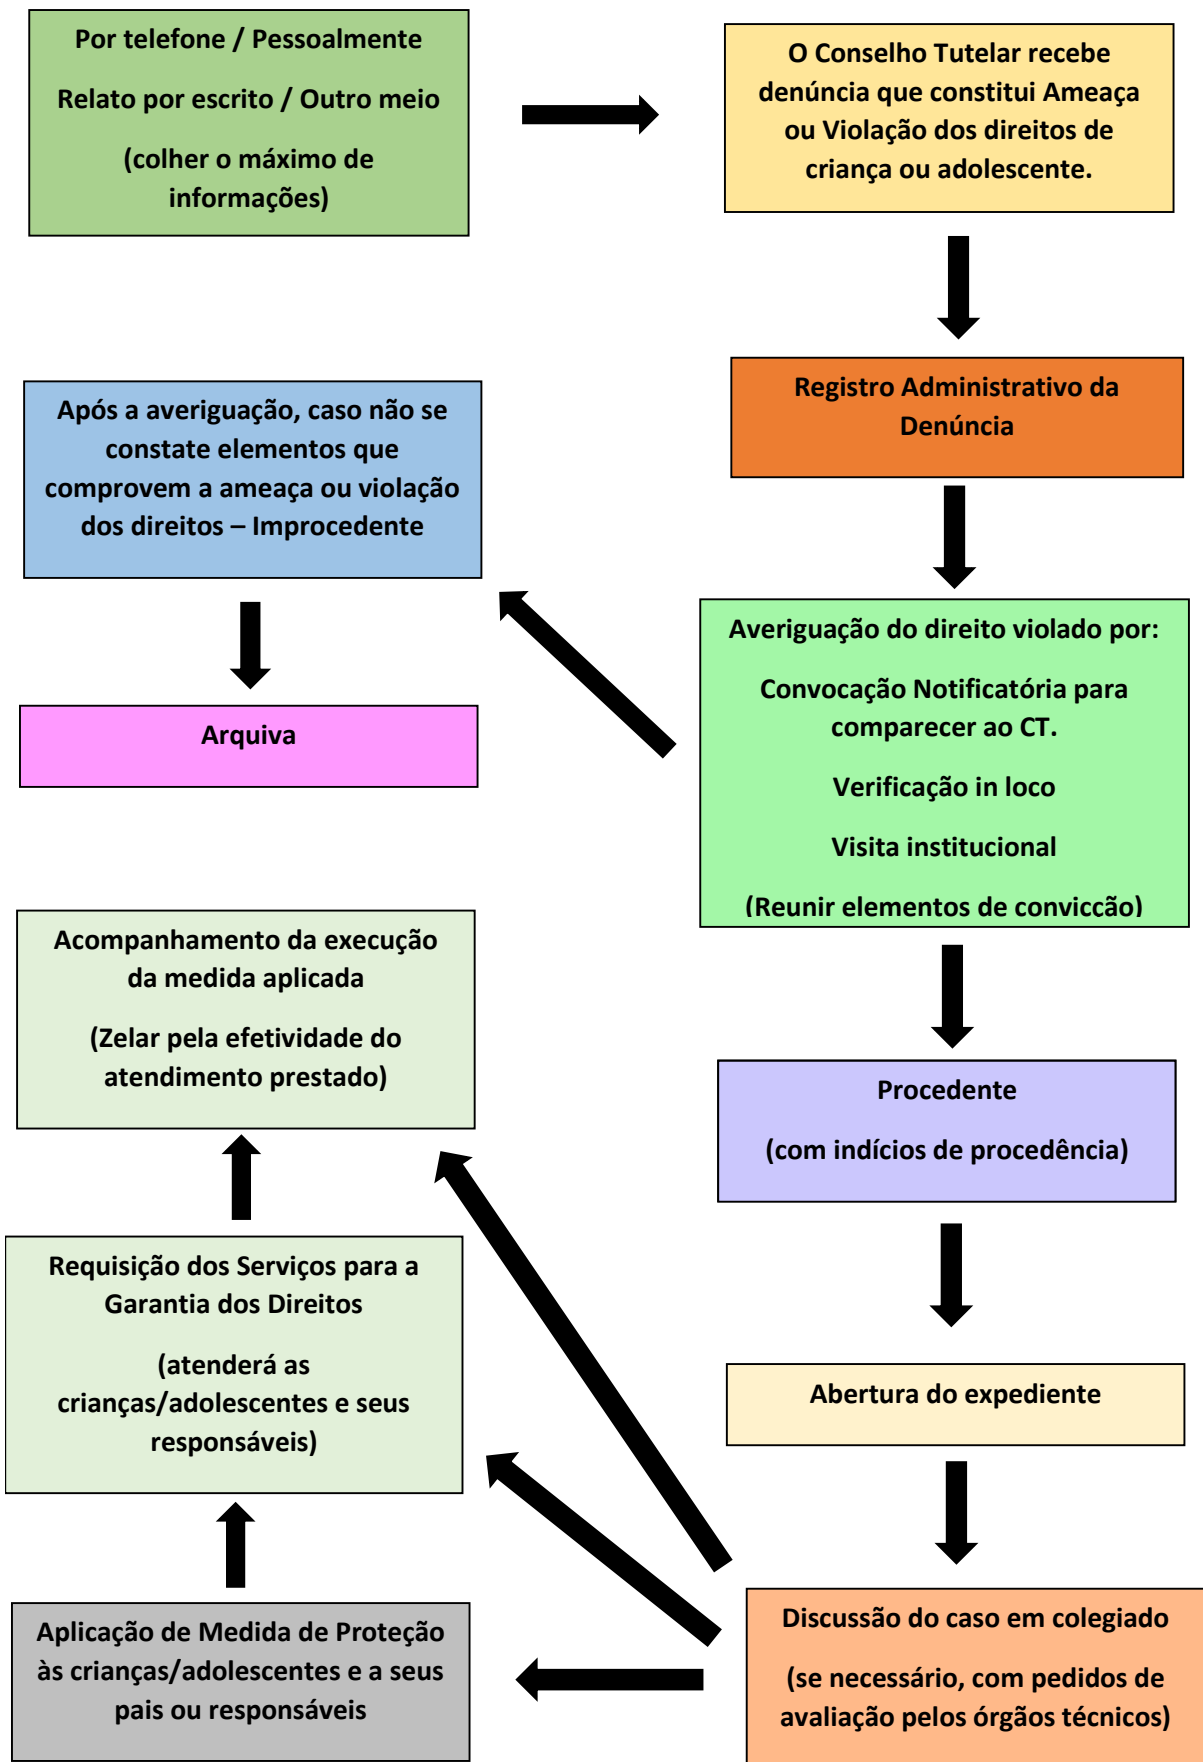 Por telefone / Pessoalmente
Relato por escrito / Outro meio
(colher o máximo de
informações)
O Conselho Tutelar recebe
denúncia que constitui Ameaça
ou Violação dos direitos de
criança ou adolescente.
Registro Administrativo da
Denúncia
Após a averiguação, caso não se
constate elementos que
comprovem a ameaça ou violação
dos direitos – Improcedente
Arquiva
Averiguação do direito violado por:
Convocação Notificatória para
comparecer ao CT.
Verificação in loco
Visita institucional
(Reunir elementos de convicção)
Procedente
(com indícios de procedência)
Abertura do expediente
Discussão do caso em colegiado
(se necessário, com pedidos de
avaliação pelos órgãos técnicos)
Aplicação de Medida de Proteção
às crianças/adolescentes e a seus
pais ou responsáveis
Requisição dos Serviços para a
Garantia dos Direitos
(atenderá as
crianças/adolescentes e seus
responsáveis)
Acompanhamento da execução
da medida aplicada
(Zelar pela efetividade do
atendimento prestado)